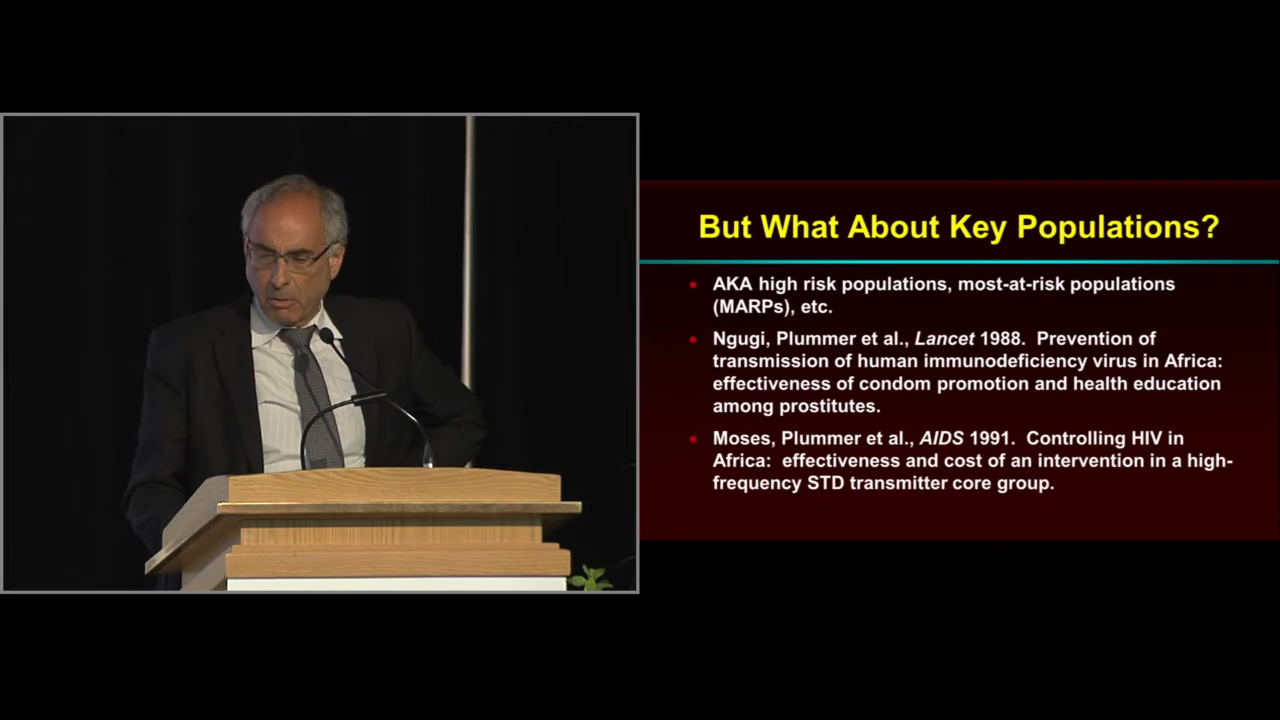 But What About Key Populations?
AKA high risk populations, most-at-risk populations
(MARPs), etc.
Ngugi, Plummer et al., Lancet 1988. Prevention of
transmission of human immunodeficiency virus in Africa:
effectiveness of condom promotion and health education
among prostitutes.
Moses, Plummer et al., AIDS 1991. Controlling HIV in
Africa: effectiveness and cost of an intervention in a high-
frequency STD transmitter core group.